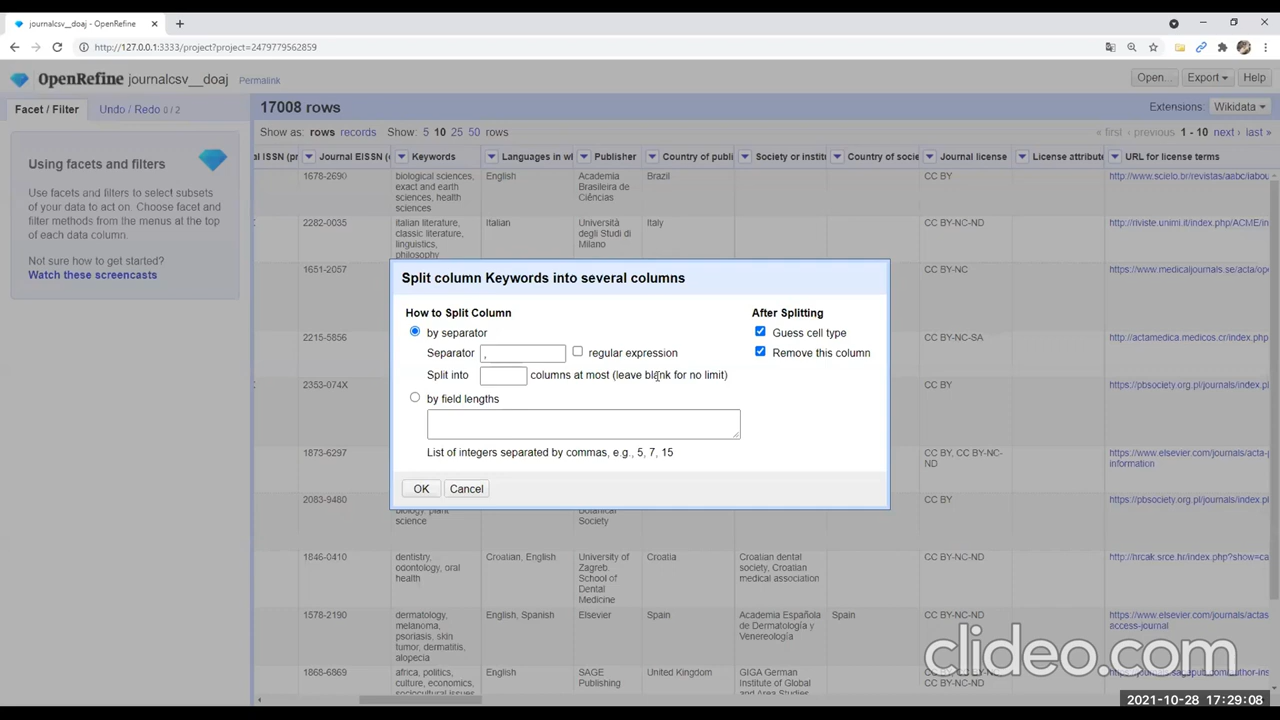 journalcsv__doaj - OpenRefine
http://127.0.0.1:3333/project?project=2479779562859
OpenRefine journalcsv__doaj Permalink
Open... Export Help
Facet / Filter Undo / Redo 0 / 2
17008 rows
Extensions: Wikidata
Show as: rows records Show: 5 10 25 50 rows
« first ‹ previous 1 - 10 next › last »
Using facets and filters
Use facets and filters to select subsets
of your data to act on. Choose facet and
filter methods from the menus at the top
of each data column.
Not sure how to get started?
Watch these screencasts
Journal EISSN ( Keywords Languages in w Publisher Country of publi Society or instit Country of socie Journal license License attribute URL for license terms
1678-2690
biological sciences,
exact and earth
sciences, health
sciences
English
Academia
Brasileira de
Ciências
Brazil
CC BY
http://www.scielo.br/revistas/aabc/iabou
2282-0035
italian literature,
classic literature,
linguistics,
philosophy
Italian
Università
degli Studi di
Milano
Italy
CC BY-NC-ND
http://riviste.unimi.it/index.php/ACME/in
1651-2057
CC BY-NC
https://www.medicaljournals.se/acta/op
2215-5856
CC BY-NC-SA
http://actamedica.medicos.cr/index.php
2353-074X
CC BY
https://pbsociety.org.pl/journals/index.p
1873-6297
CC BY, CC BY-NC-
ND
https://www.elsevier.com/journals/acta-
information
2083-9480
biology, plant
science
Botanical
Society
CC BY
https://pbsociety.org.pl/journals/index.pl
1846-0410
dentistry,
odontology, oral
health
Croatian, English
University of
Zagreb.
School of
Dental
Medicine
Croatia
Croatian dental
society, Croatian
medical association
CC BY-NC-ND
http://hrcak.srce.hr/index.php?show=ca
1578-2190
dermatology,
melanoma,
psoriasis, skin
tumor, dermatitis,
alopecia
English, Spanish
Elsevier
Spain
Academia Española
de Dermatología y
Venereología
Spain
CC BY-NC-ND
https://www.elsevier.com/journals/actas
access-journal
1868-6869
africa, politics,
culture, economics,
sociocultural issues
English
SAGE
Publishing
United Kingdom
GIGA German
Institute of Global
and Area Studies
Split column Keywords into several columns
How to Split Column
After Splitting
by separator
Guess cell type
Separator , regular expression
Remove this column
Split into columns at most (leave blank for no limit)
by field lengths
List of integers separated by commas, e.g., 5, 7, 15
OK Cancel
clideo.com
2021-10-28 17:29:08